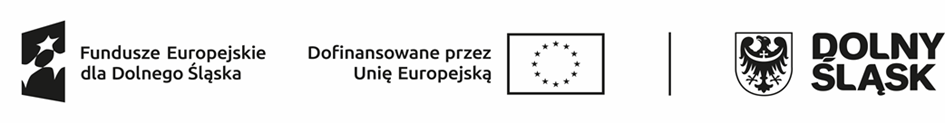 Fundusze Europejskie
dla Dolnego Śląska
Dofinansowane przez
Unię Europejską
DOLNY
ŚLĄSK